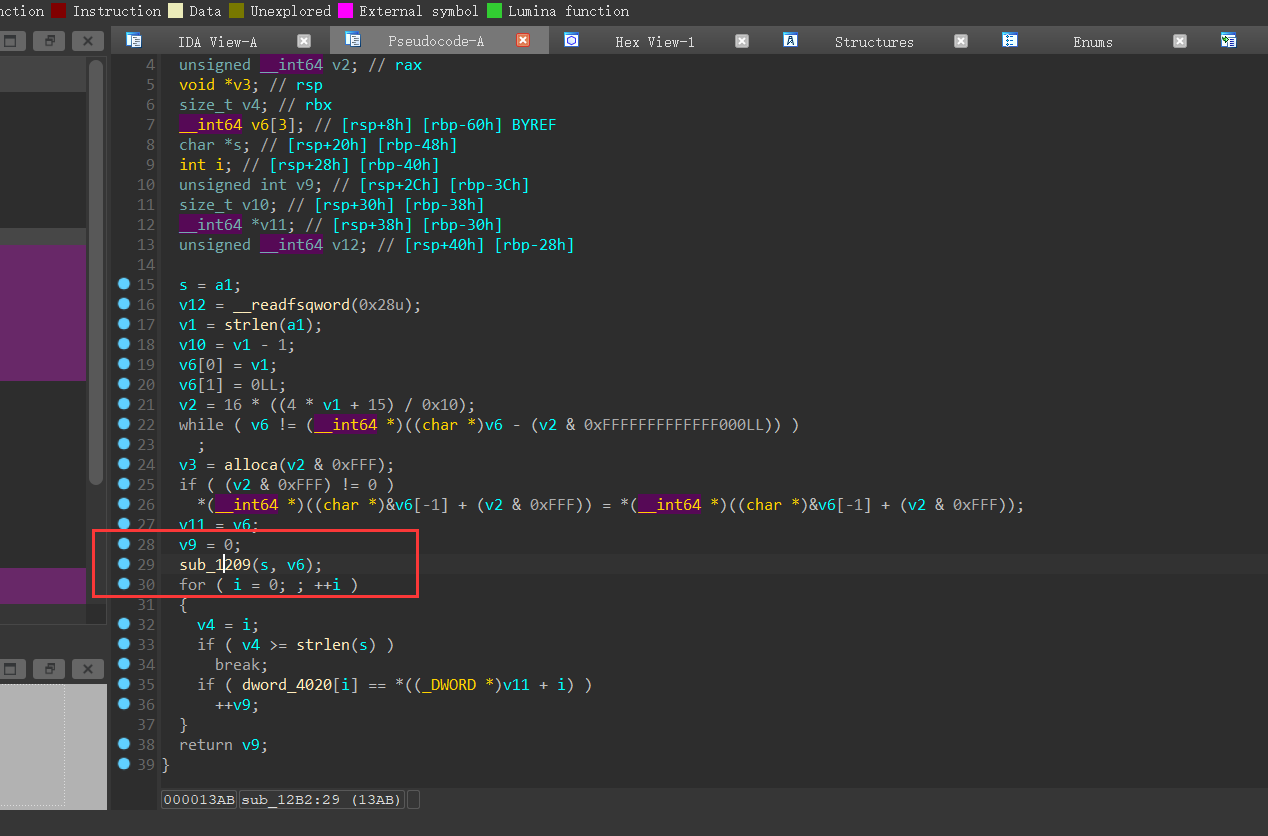 nction Instruction Data Unexplored External symbol Lumina function
IDA View-A Pseudocode-A Hex View-1 Structures Enums
4 unsigned __int64 v2; // rax
5 void *v3; // rsp
6 size_t v4; // rbx
7 __int64 v6[3]; // [rsp+8h] [rbp-60h] BYREF
8 char *s; // [rsp+20h] [rbp-48h]
9 int i; // [rsp+28h] [rbp-40h]
10 unsigned int v9; // [rsp+2Ch] [rbp-3Ch]
11 size_t v10; // [rsp+30h] [rbp-38h]
12 __int64 *v11; // [rsp+38h] [rbp-30h]
13 unsigned __int64 v12; // [rsp+40h] [rbp-28h]
14
15 s = a1;
16 v12 = __readfsqword(0x28u);
17 v1 = strlen(a1);
18 v10 = v1 - 1;
19 v6[0] = v1;
20 v6[1] = 0LL;
21 v2 = 16 * ((4 * v1 + 15) / 0x10);
22 while ( v6 != (__int64 *)((char *)v6 - (v2 & 0xFFFFFFFFFFFFF000LL)) )
23 ;
24 v3 = alloca(v2 & 0xFFF);
25 if ( (v2 & 0xFFF) != 0 )
26 *(__int64 *)((char *)&v6[-1] + (v2 & 0xFFF)) = *(__int64 *)((char *)&v6[-1] + (v2 & 0xFFF));
27 v11 = v6;
28 v9 = 0;
29 sub_1209(s, v6);
30 for ( i = 0; ; ++i )
31 {
32 v4 = i;
33 if ( v4 >= strlen(s) )
34 break;
35 if ( dword_4020[i] == *((_DWORD *)v11 + i) )
36 ++v9;
37 }
38 return v9;
39 }
000013AB sub_12B2:29 (13AB)